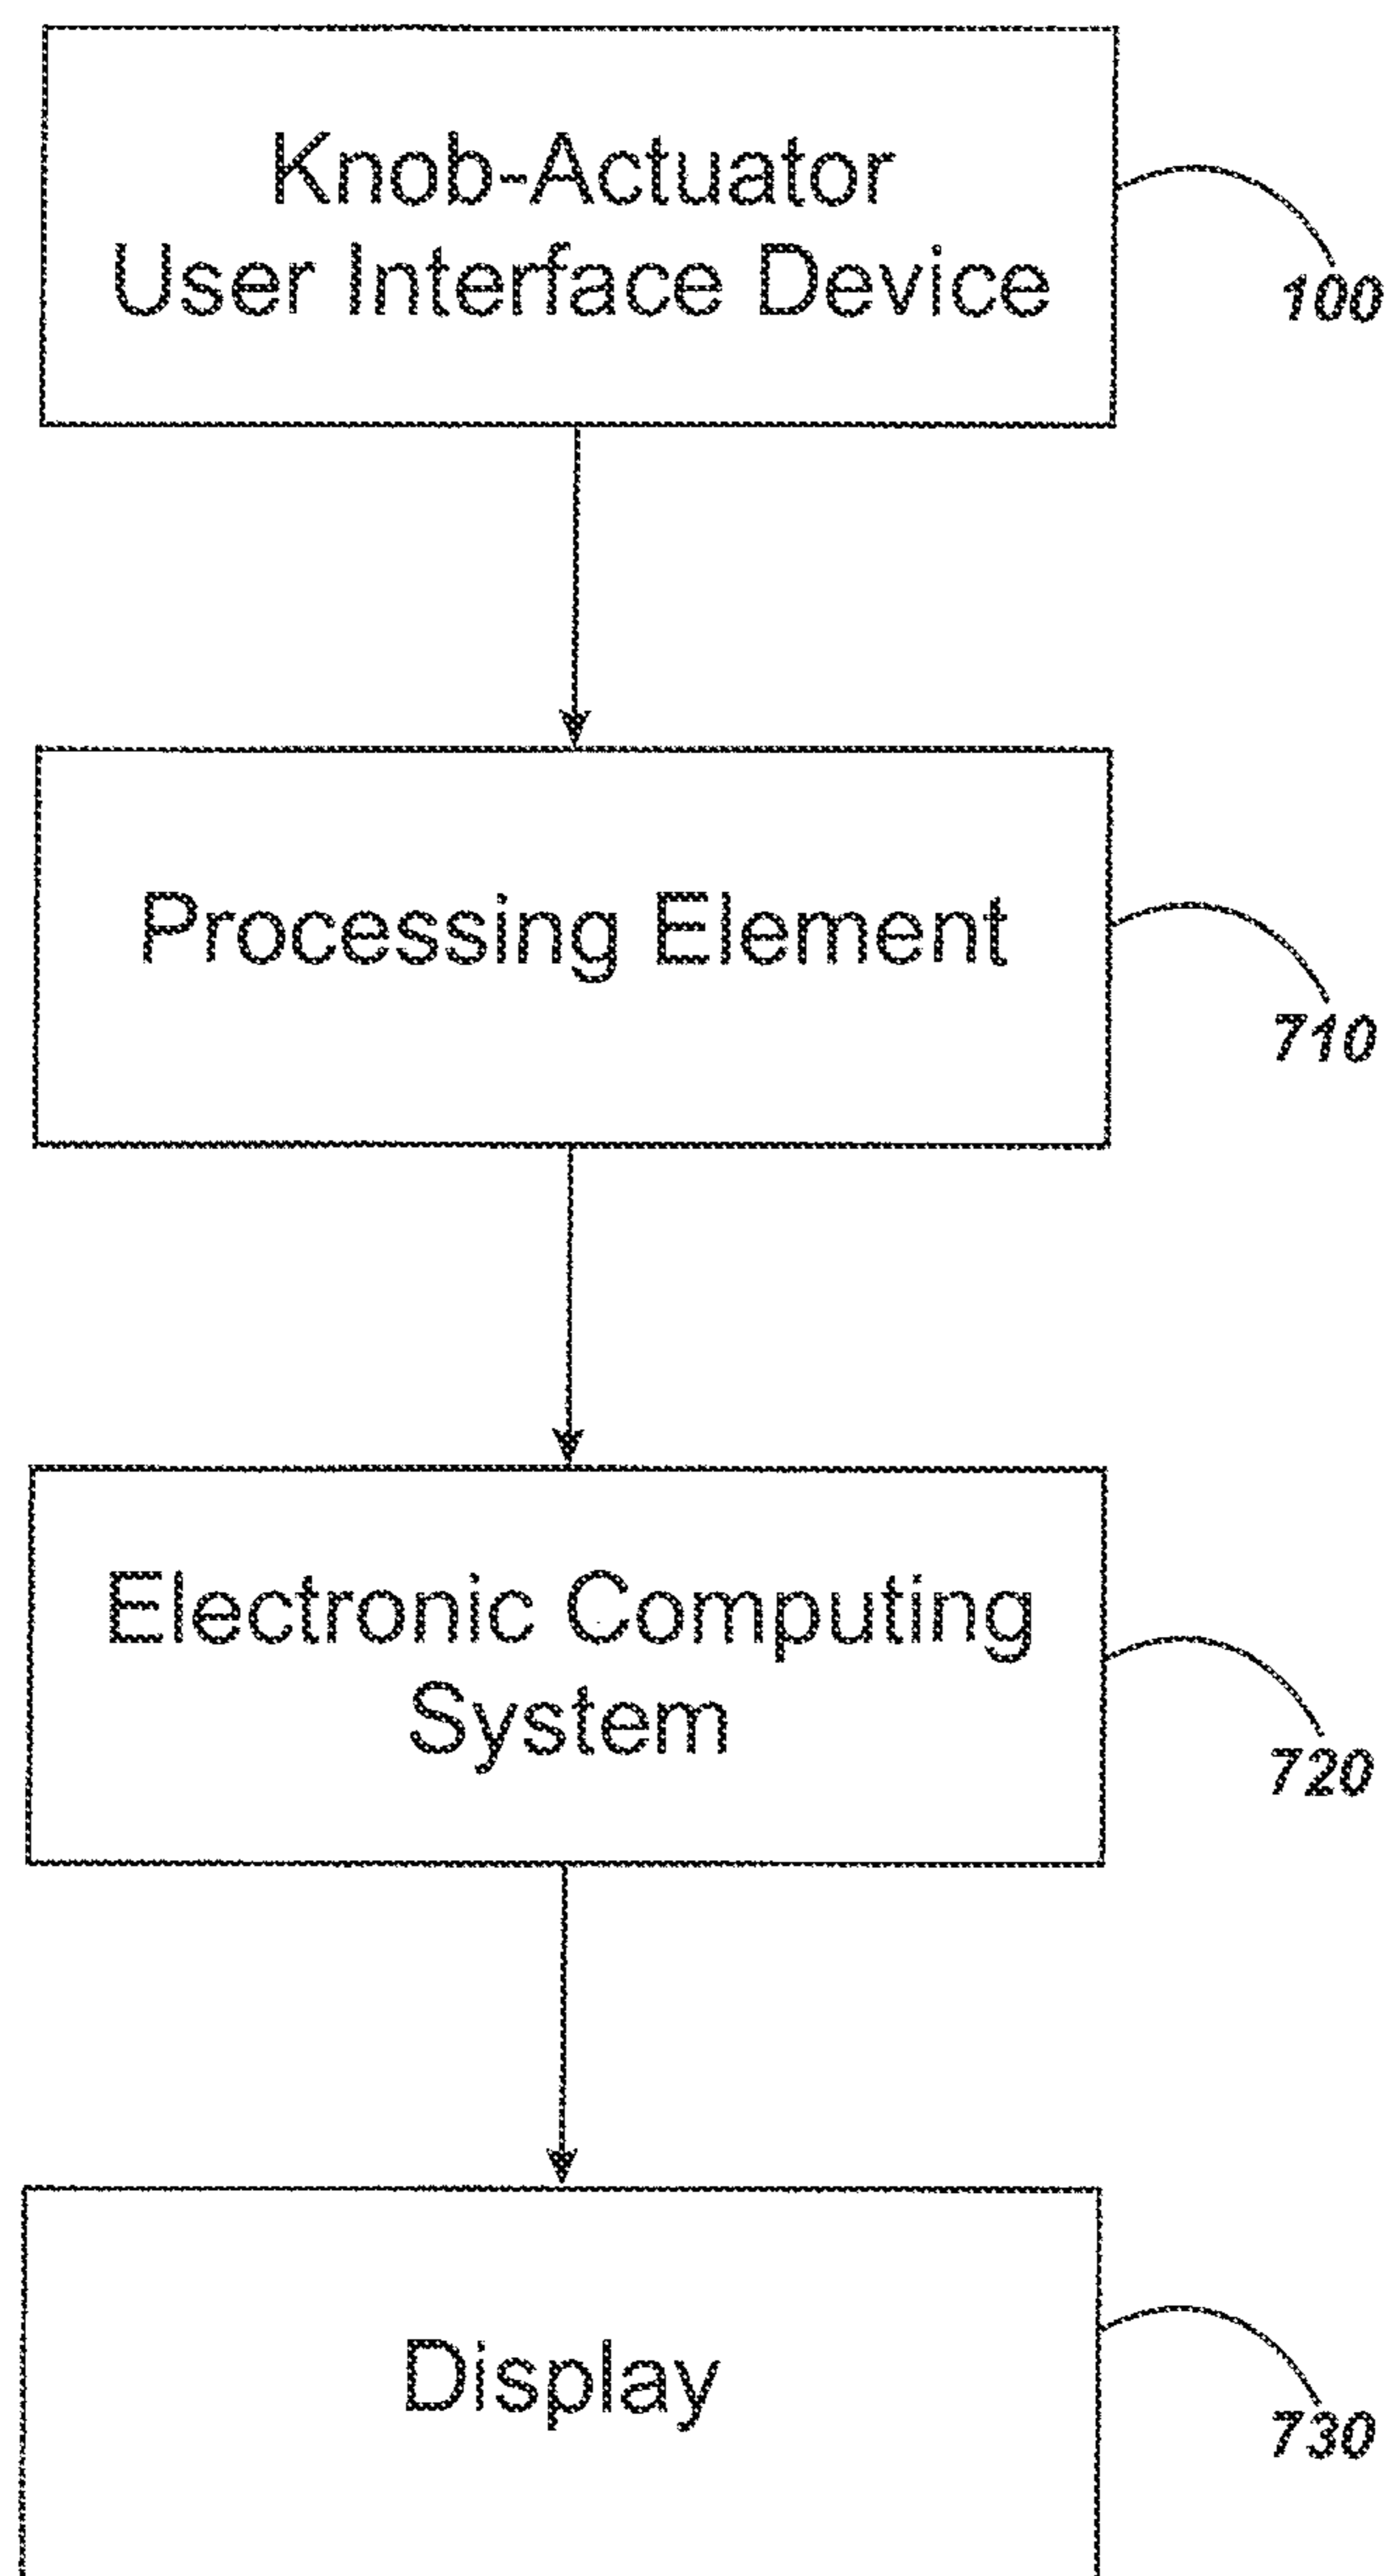 Knob-Actuator
User Interface Device
100
Processing Element
710
Electronic Computing
System
720
Display
730